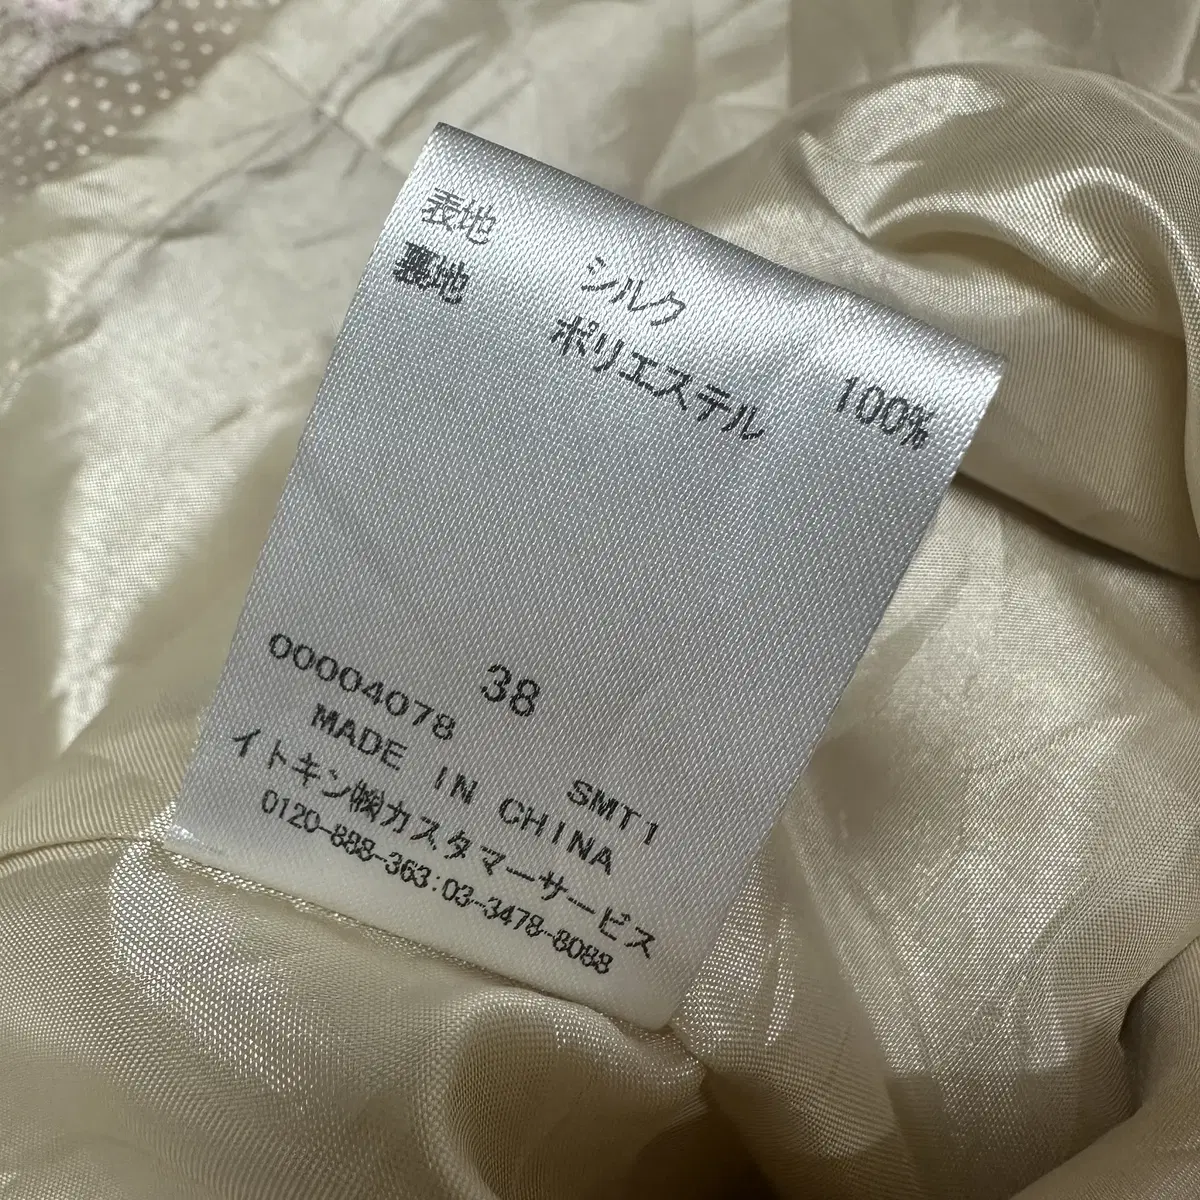 表地 シルク 100%
裏地 ポリエステル
38
00004078 SMT1
MADE IN CHINA
イトキン㈱カスタマーサービス
0120-888-363:03-3478-8088